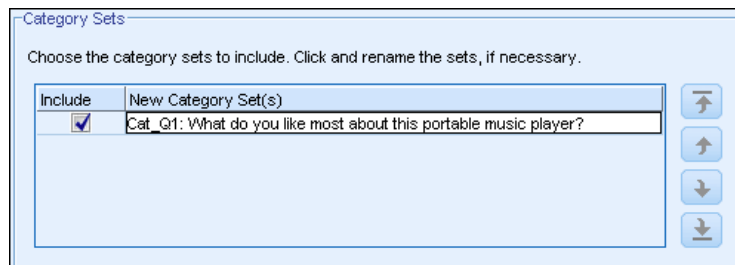 Category Sets
Choose the category sets to include. Click and rename the sets, if necessary.
Include New Category Set(s)
Cat_Q1: What do you like most about this portable music player?